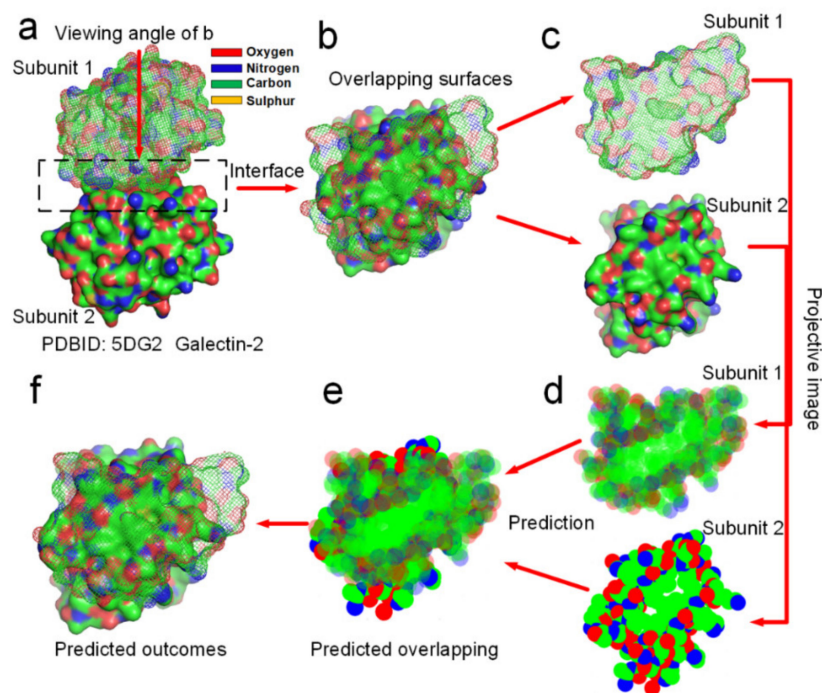 a
Viewing angle of b
Subunit 1
Oxygen
Nitrogen
Carbon
Sulphur
Interface
Subunit 2
PDBID: 5DG2 Galectin-2
b
Overlapping surfaces
c
Subunit 1
Subunit 2
Projective image
d
Subunit 1
Subunit 2
Prediction
e
Predicted overlapping
f
Predicted outcomes